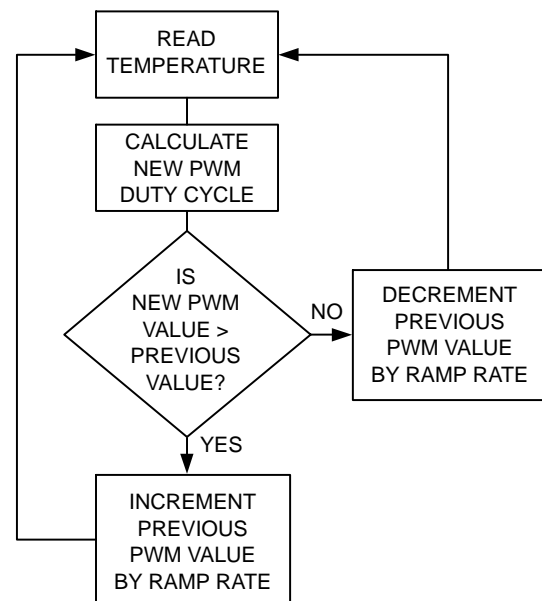 READ
TEMPERATURE
CALCULATE
NEW PWM
DUTY CYCLE
IS
NEW PWM
VALUE >
PREVIOUS
VALUE?
NO
DECREMENT
PREVIOUS
PWM VALUE
BY RAMP RATE
YES
INCREMENT
PREVIOUS
PWM VALUE
BY RAMP RATE